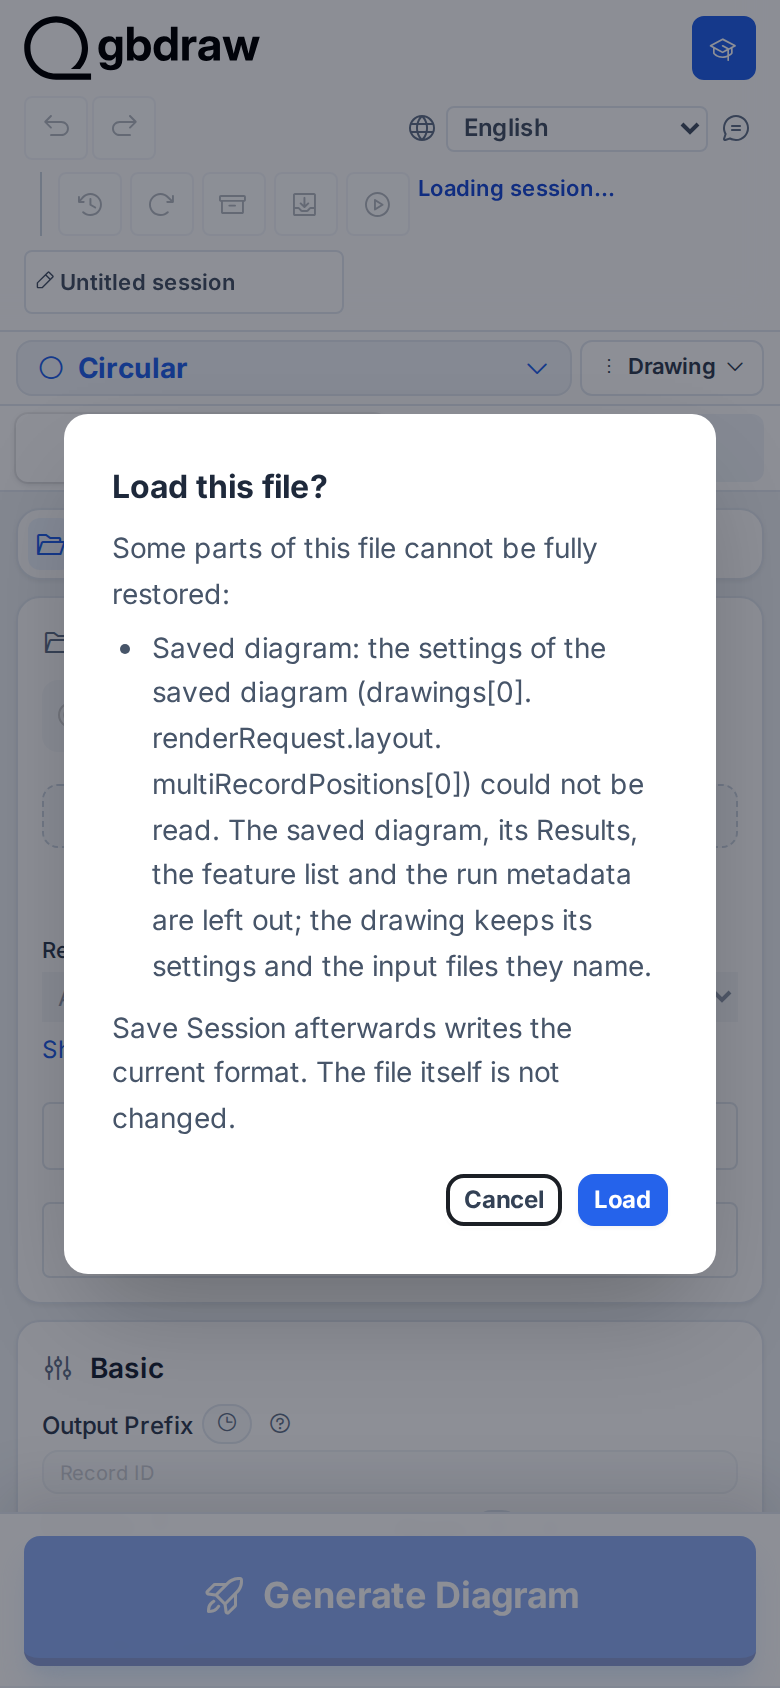 gbdraw
English
Loading session...
Untitled session
Circular
Drawing
Load this file?
Some parts of this file cannot be fully
restored:
• Saved diagram: the settings of the
saved diagram (drawings[0].
renderRequest.layout.
multiRecordPositions[0]) could not be
read. The saved diagram, its Results,
the feature list and the run metadata
are left out; the drawing keeps its
settings and the input files they name.
Save Session afterwards writes the
current format. The file itself is not
changed.
Cancel
Load
Basic
Output Prefix
Record ID
Generate Diagram